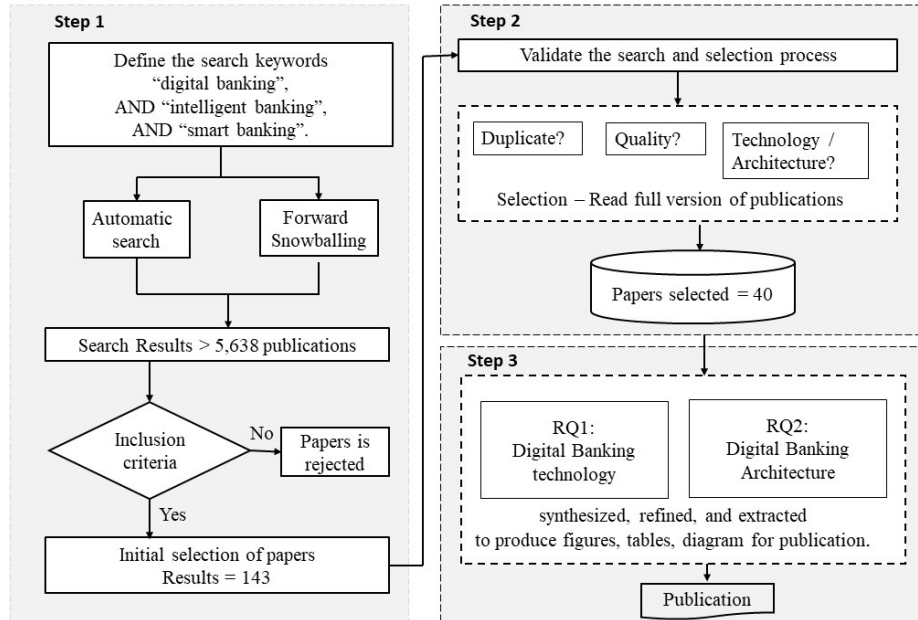 Step 1
Define the search keywords
“digital banking”,
AND “intelligent banking”,
AND “smart banking”.
Automatic
search
Forward
Snowballing
Search Results > 5,638 publications
Inclusion
criteria
No
Papers is
rejected
Yes
Initial selection of papers
Results = 143
Step 2
Validate the search and selection process
Duplicate?
Quality?
Technology /
Architecture?
Selection – Read full version of publications
Papers selected = 40
Step 3
RQ1:
Digital Banking
technology
RQ2:
Digital Banking
Architecture
synthesized, refined, and extracted
to produce figures, tables, diagram for publication.
Publication